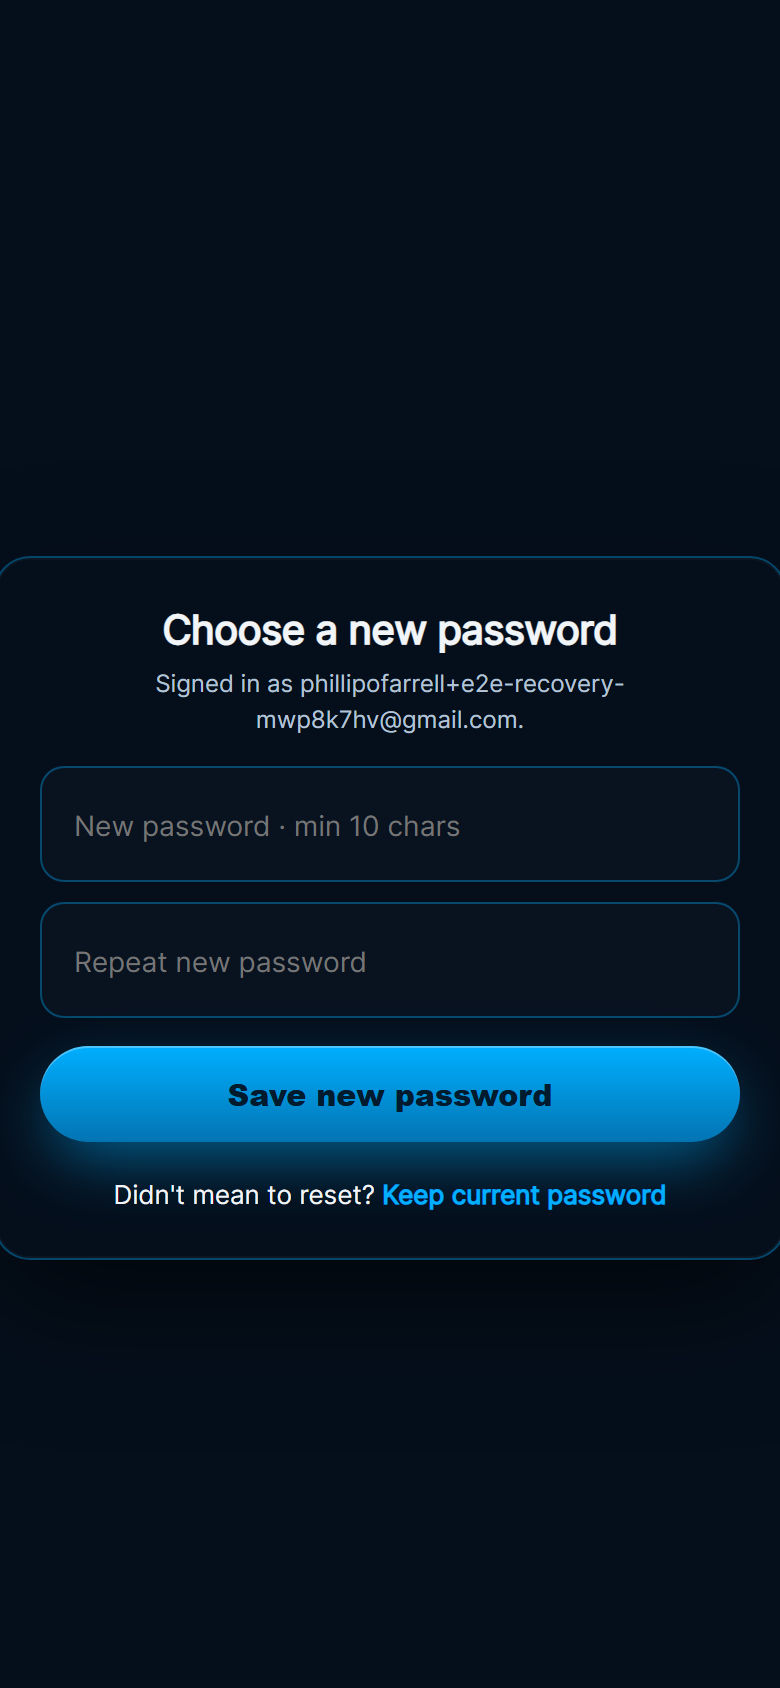 Choose a new password
Signed in as phillipofarrell+e2e-recovery-
mwp8k7hv@gmail.com.
New password · min 10 chars
Repeat new password
Save new password
Didn't mean to reset? Keep current password